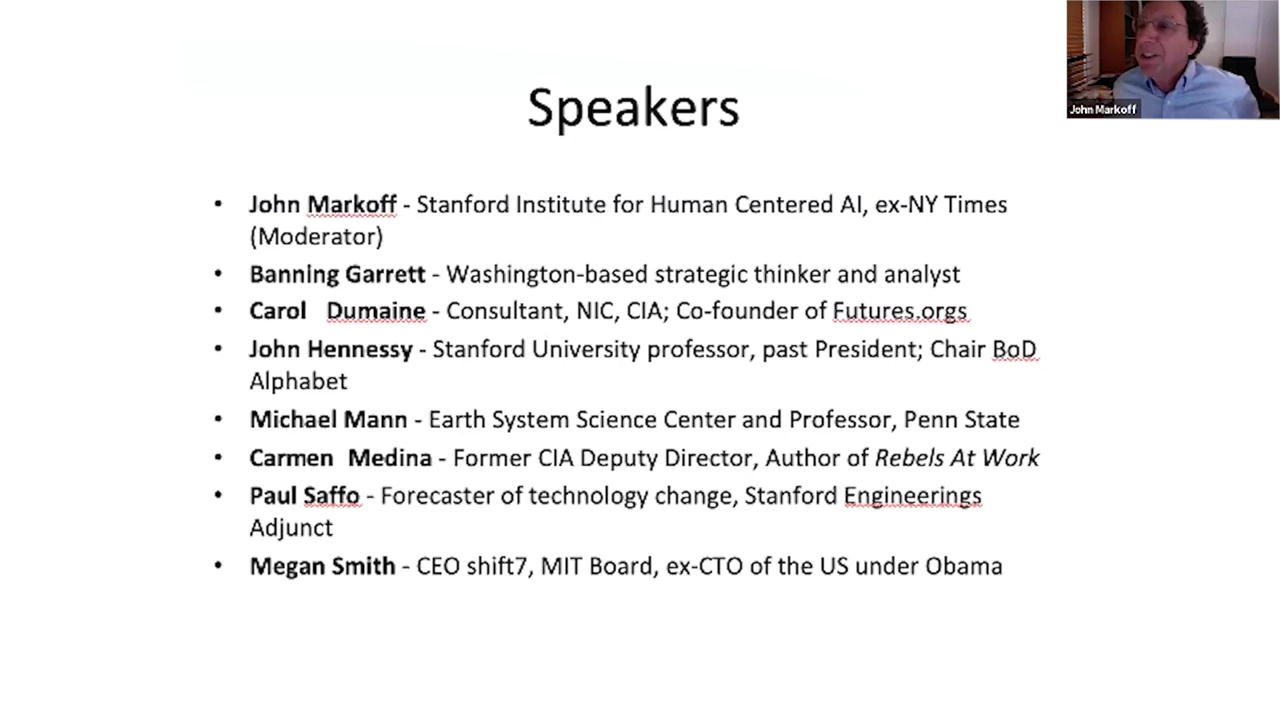 Speakers
John Markoff
• John Markoff - Stanford Institute for Human Centered AI, ex-NY Times
(Moderator)
• Banning Garrett - Washington-based strategic thinker and analyst
• Carol Dumaine - Consultant, NIC, CIA; Co-founder of Futures.orgs
• John Hennessy - Stanford University professor, past President; Chair BoD
Alphabet
• Michael Mann - Earth System Science Center and Professor, Penn State
• Carmen Medina - Former CIA Deputy Director, Author of Rebels At Work
• Paul Saffo - Forecaster of technology change, Stanford Engineerings
Adjunct
• Megan Smith - CEO shift7, MIT Board, ex-CTO of the US under Obama